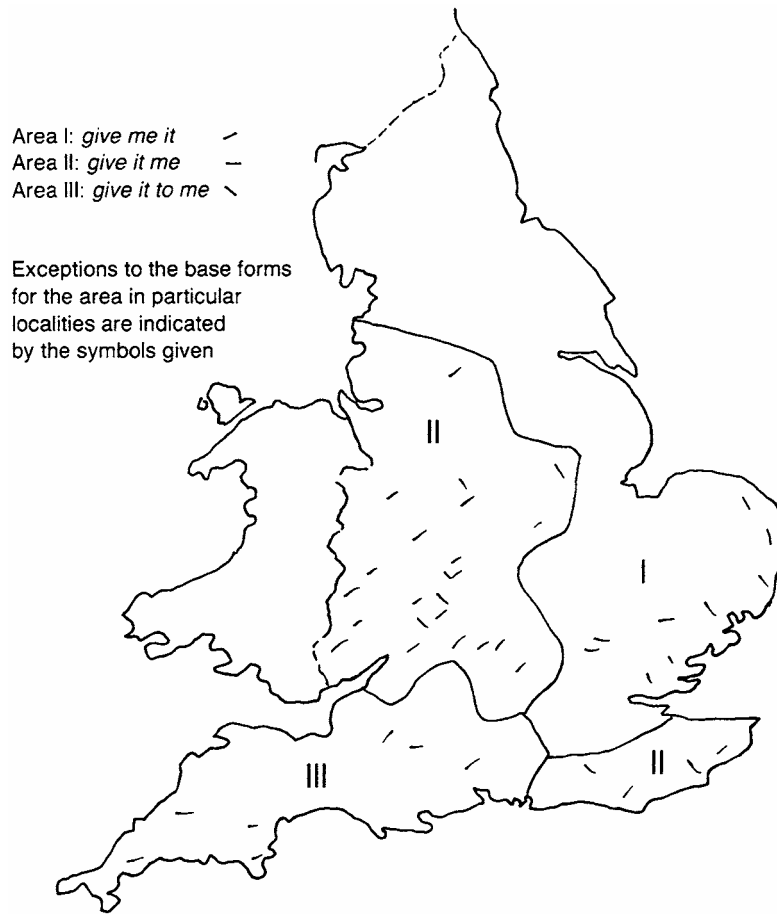 Area I: give me it
Area II: give it me
Area III: give it to me
Exceptions to the base forms
for the area in particular
localities are indicated
by the symbols given
II
I
III
II